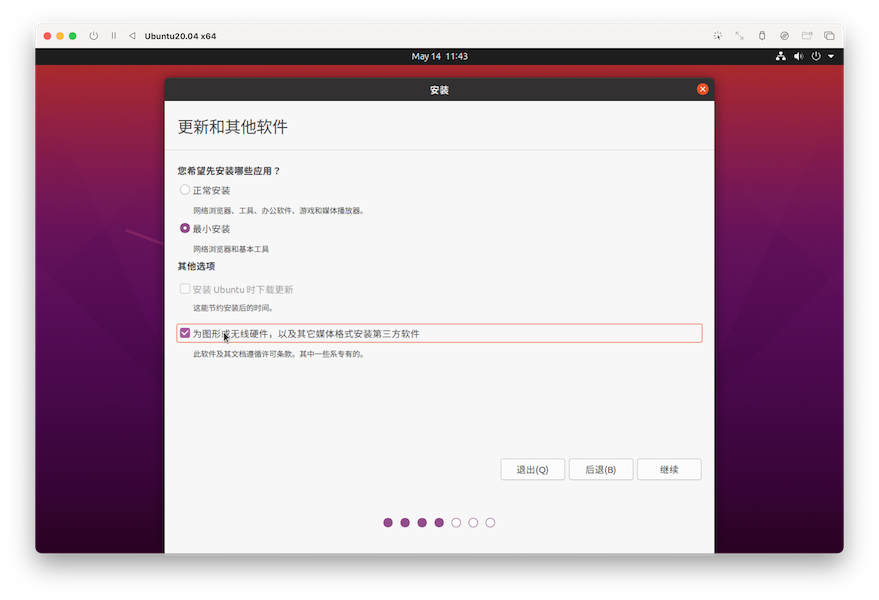 Ubuntu20.04 x64
May 14 11:43
安装
更新和其他软件
您希望先安装哪些应用？
正常安装
网络浏览器、工具、办公软件、游戏和媒体播放器。
最小安装
网络浏览器和基本工具
其他选项
安装 Ubuntu 时下载更新
这能节约安装后的时间。
为图形或无线硬件，以及其它媒体格式安装第三方软件
此软件及其文档遵循许可条款。其中一些系专有的。
退出(Q) 后退(B) 继续